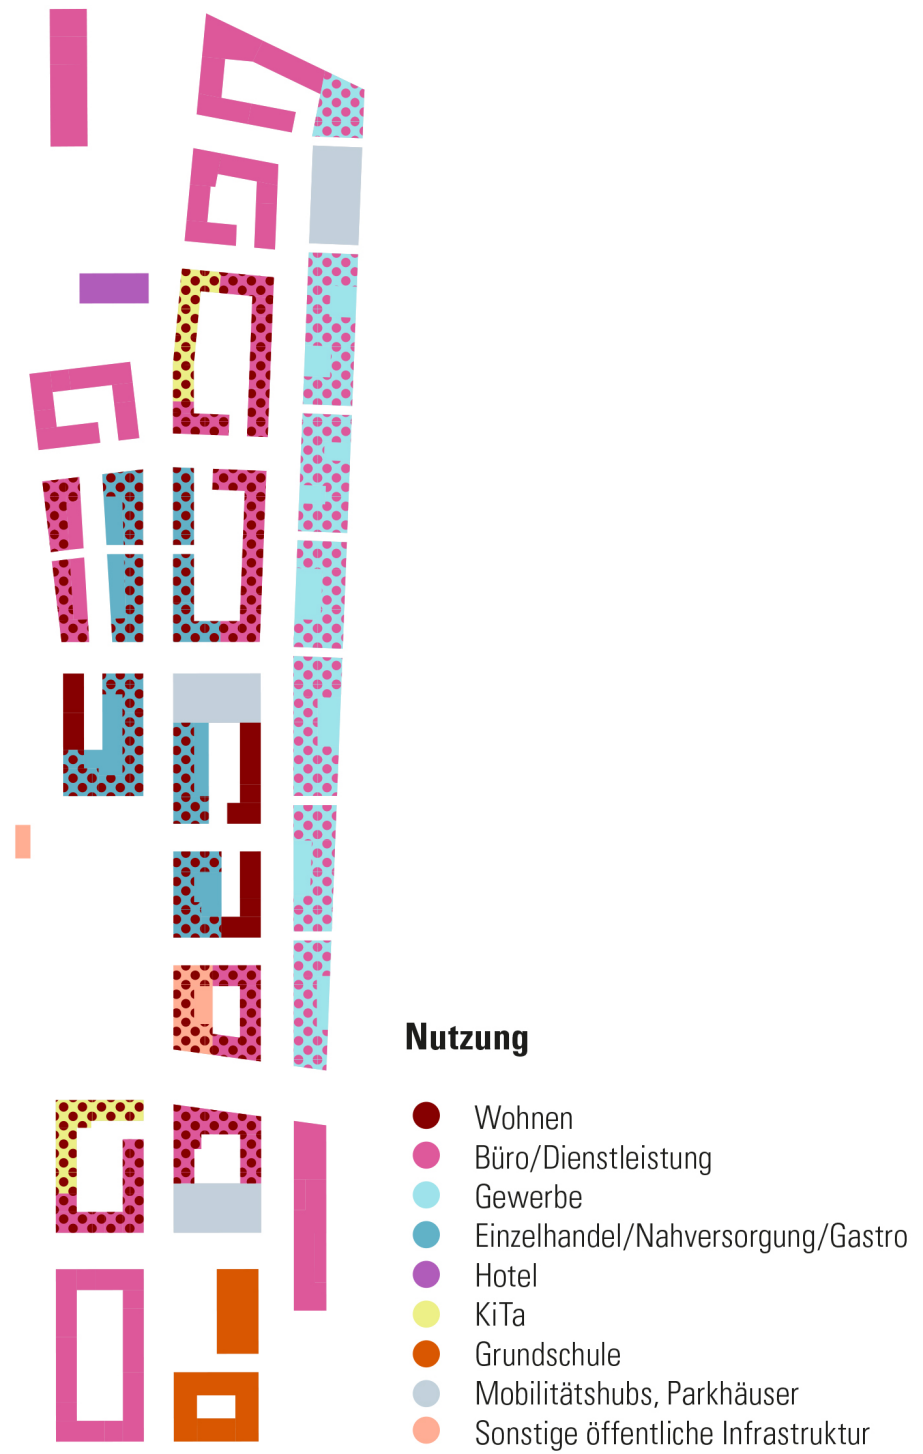 Nutzung
Wohnen
Büro/Dienstleistung
Gewerbe
Einzelhandel/Nahversorgung/Gastro
Hotel
KiTa
Grundschule
Mobilitätshubs, Parkhäuser
Sonstige öffentliche Infrastruktur